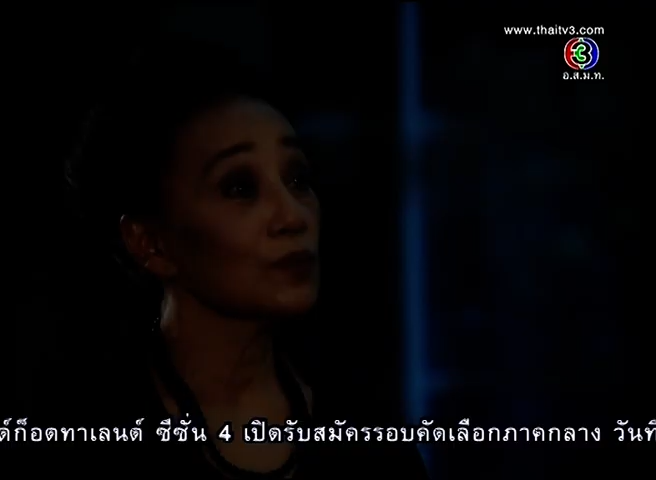 www.thaitv3.com
3
อ.ส.ม.ท.
ด์ก็อตทาเลนต์ ซีซั่น 4 เปิดรับสมัครรอบคัดเลือกภาคกลาง วันที